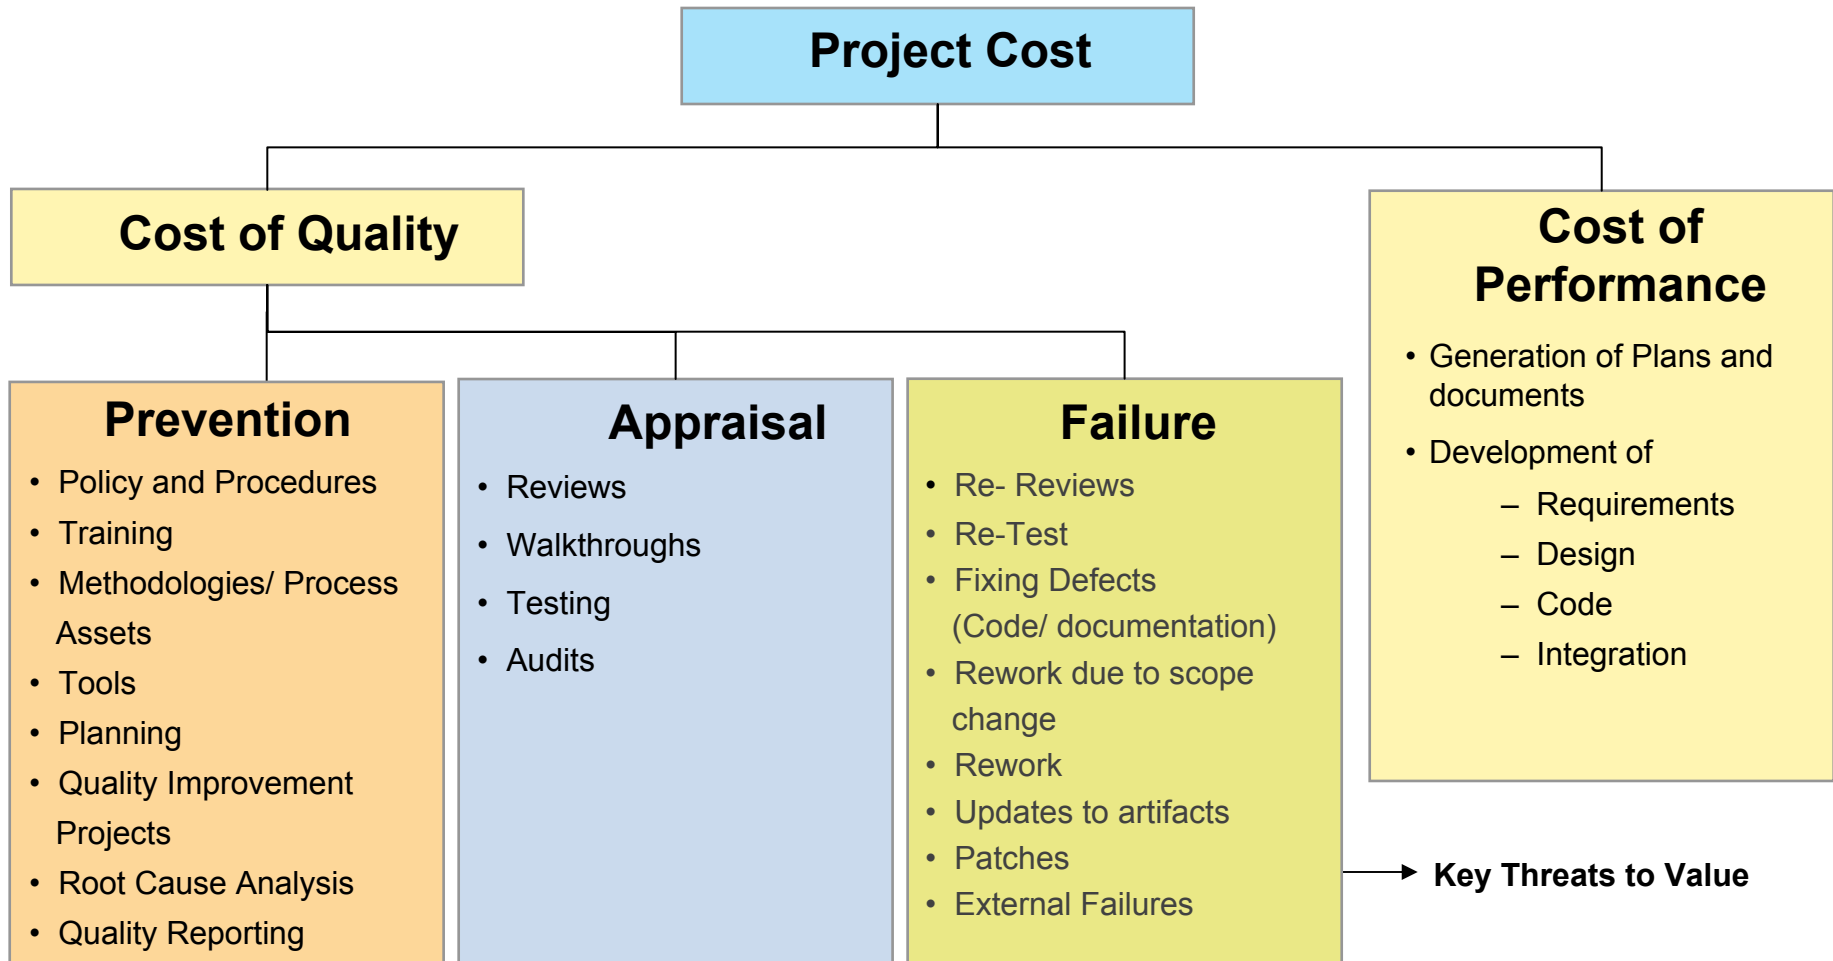 Project Cost
Cost of Quality
Cost of
Performance
• Generation of Plans and
documents
• Development of
– Requirements
– Design
– Code
– Integration
Prevention
• Policy and Procedures
• Training
• Methodologies/ Process
Assets
• Tools
• Planning
• Quality Improvement
Projects
• Root Cause Analysis
• Quality Reporting
Appraisal
• Reviews
• Walkthroughs
• Testing
• Audits
Failure
• Re- Reviews
• Re-Test
• Fixing Defects
(Code/ documentation)
• Rework due to scope
change
• Rework
• Updates to artifacts
• Patches
• External Failures
Key Threats to Value